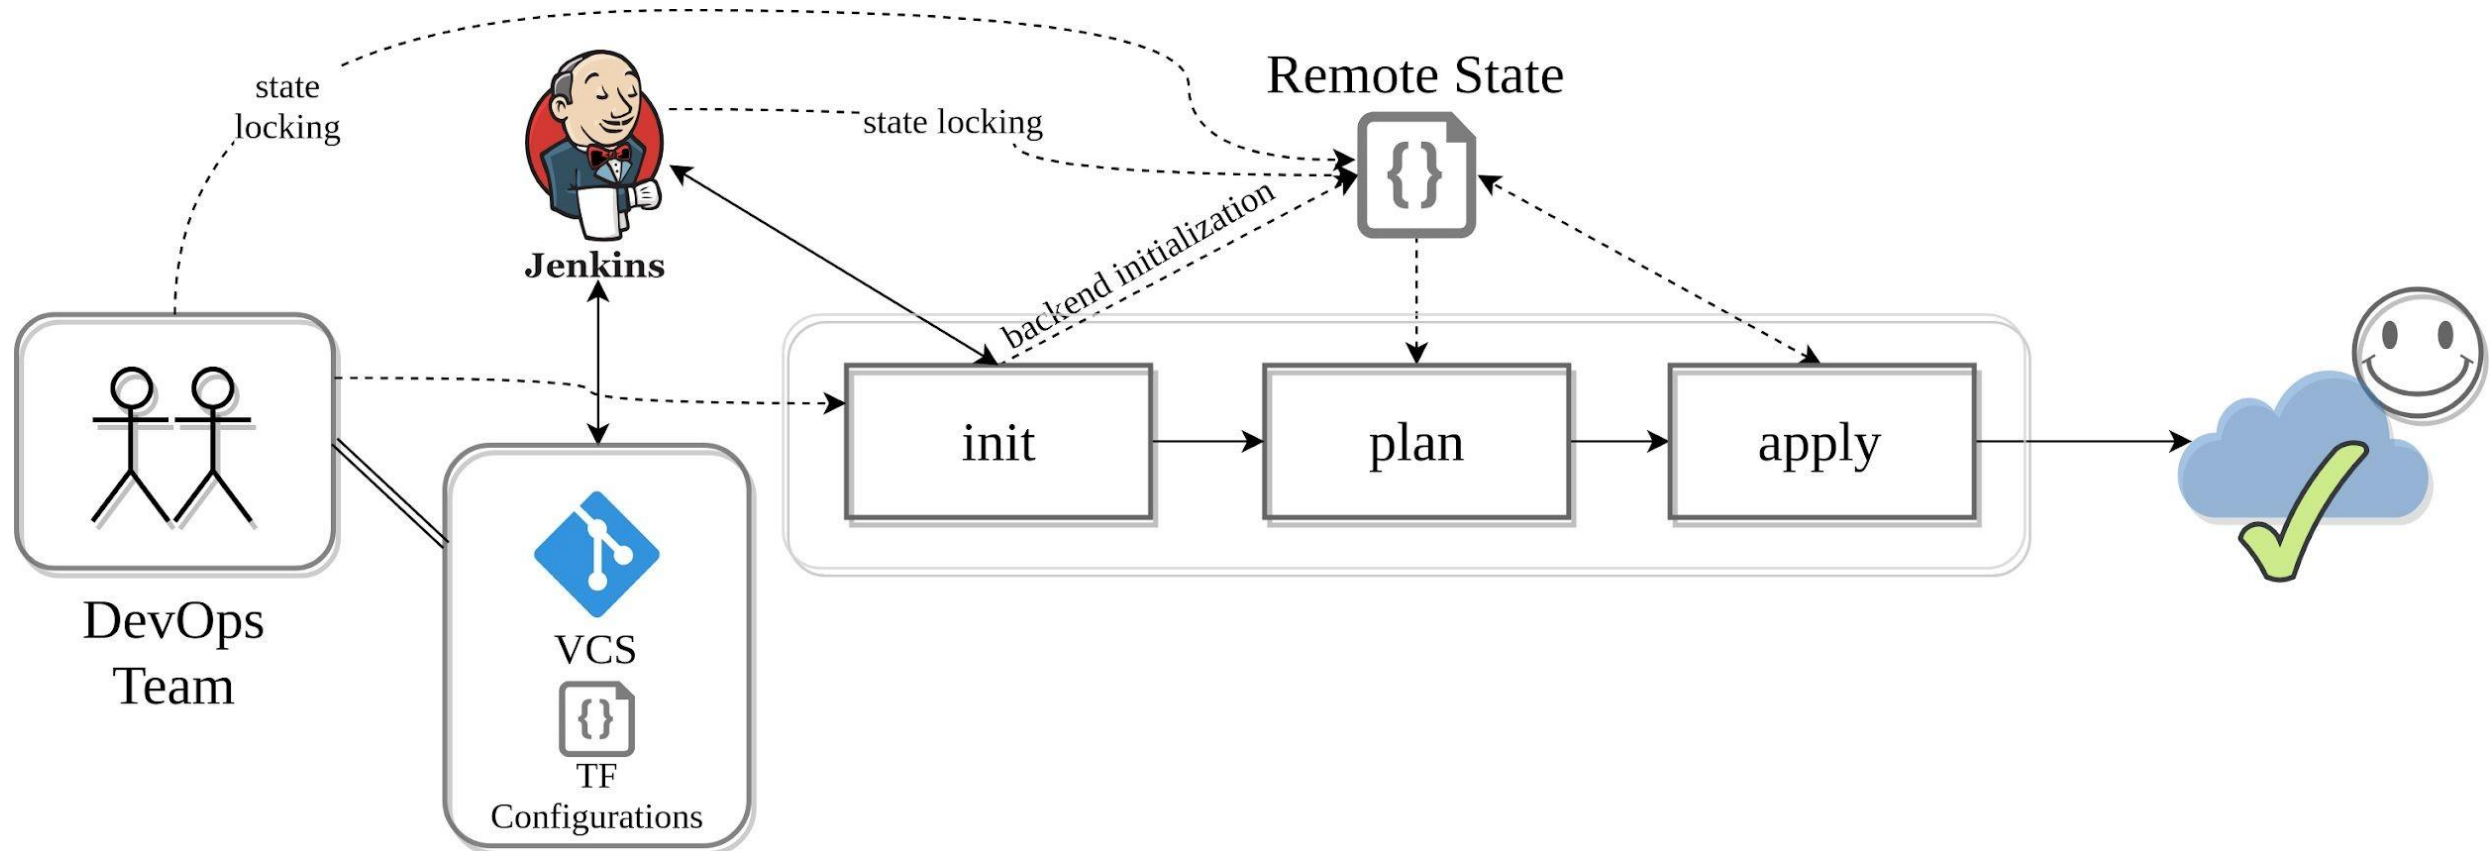 state
locking
Jenkins
state locking
Remote State
backend initialization
DevOps
Team
init
plan
apply
VCS
{}
TF
Configurations
{}